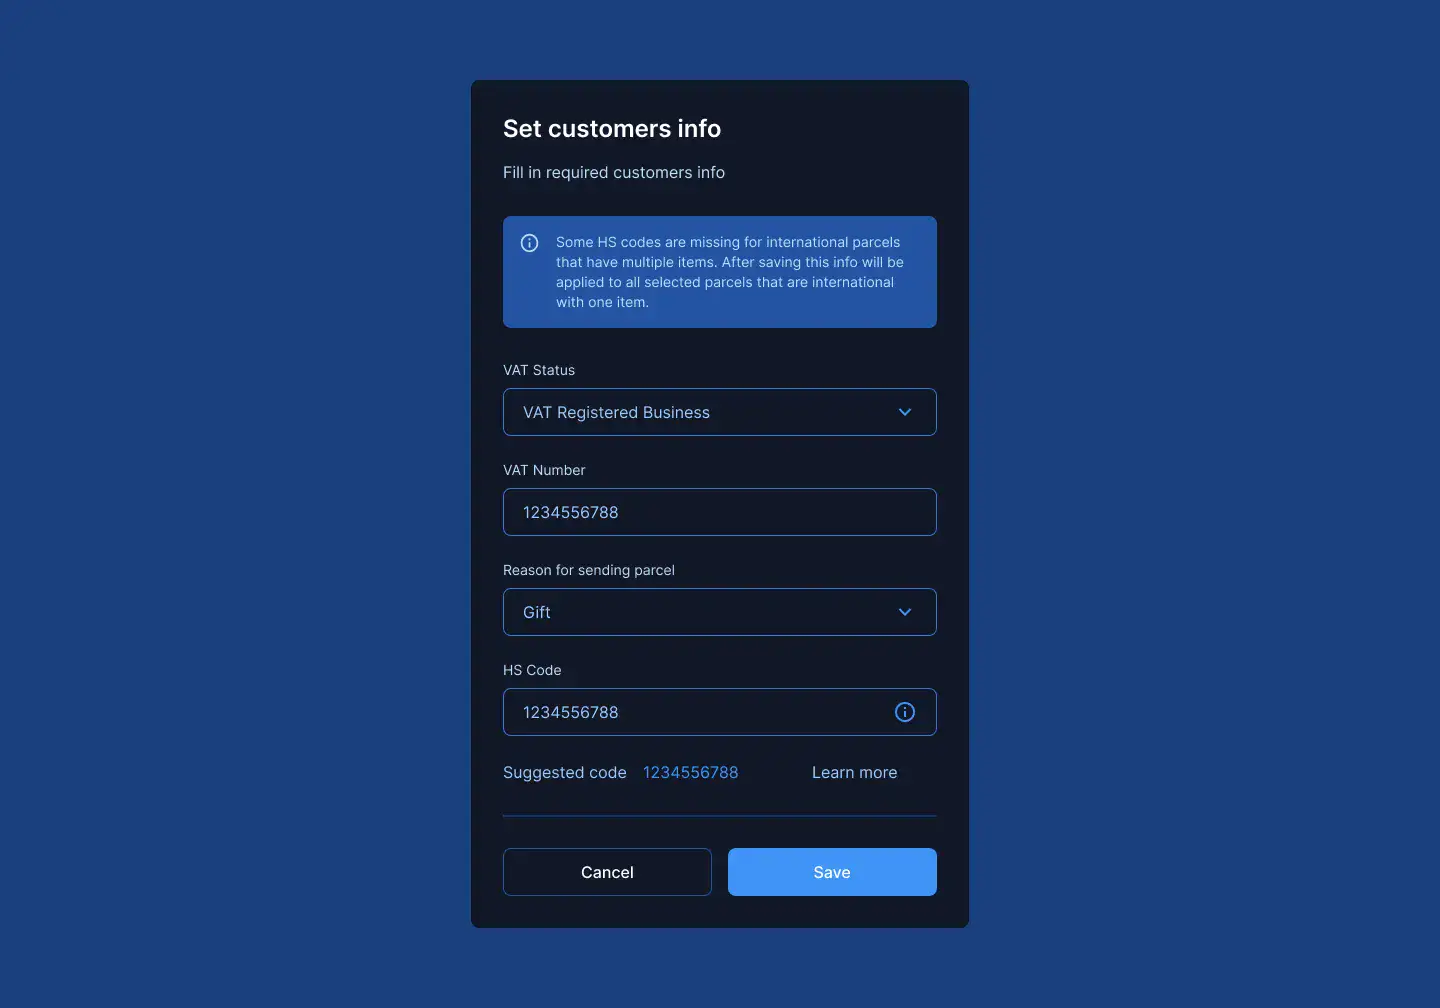 Set customers info
Fill in required customers info
Some HS codes are missing for international parcels
that have multiple items. After saving this info will be
applied to all selected parcels that are international
with one item.
VAT Status
VAT Registered Business
VAT Number
1234556788
Reason for sending parcel
Gift
HS Code
1234556788
Suggested code 1234556788 Learn more
Cancel Save